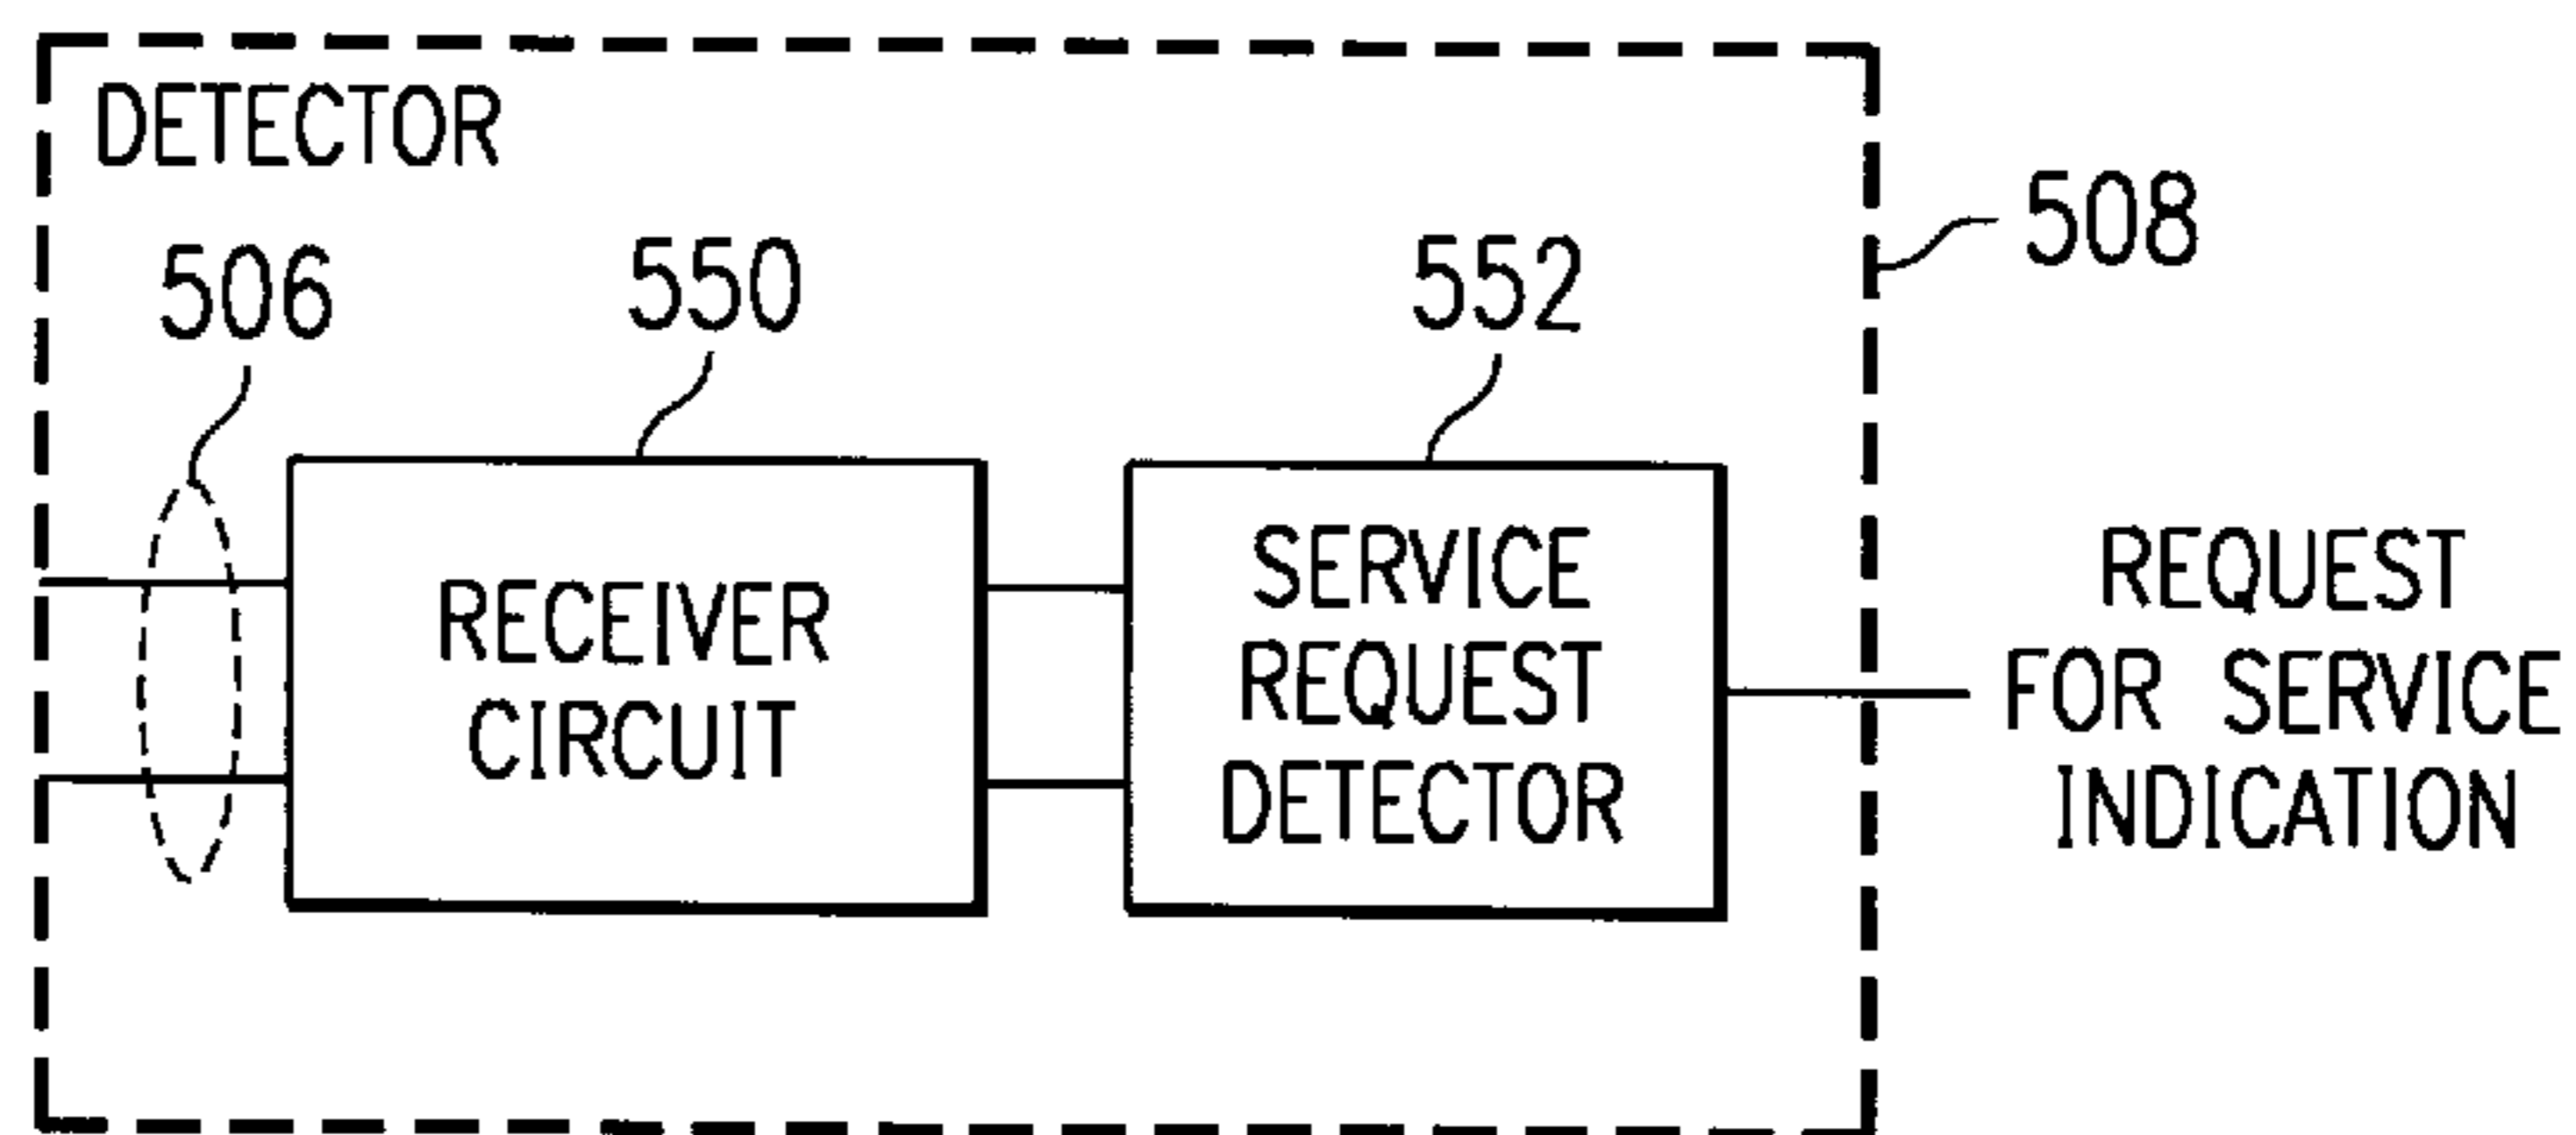 DETECTOR
508
506
550
552
RECEIVER
CIRCUIT
SERVICE
REQUEST
DETECTOR
REQUEST
FOR SERVICE
INDICATION